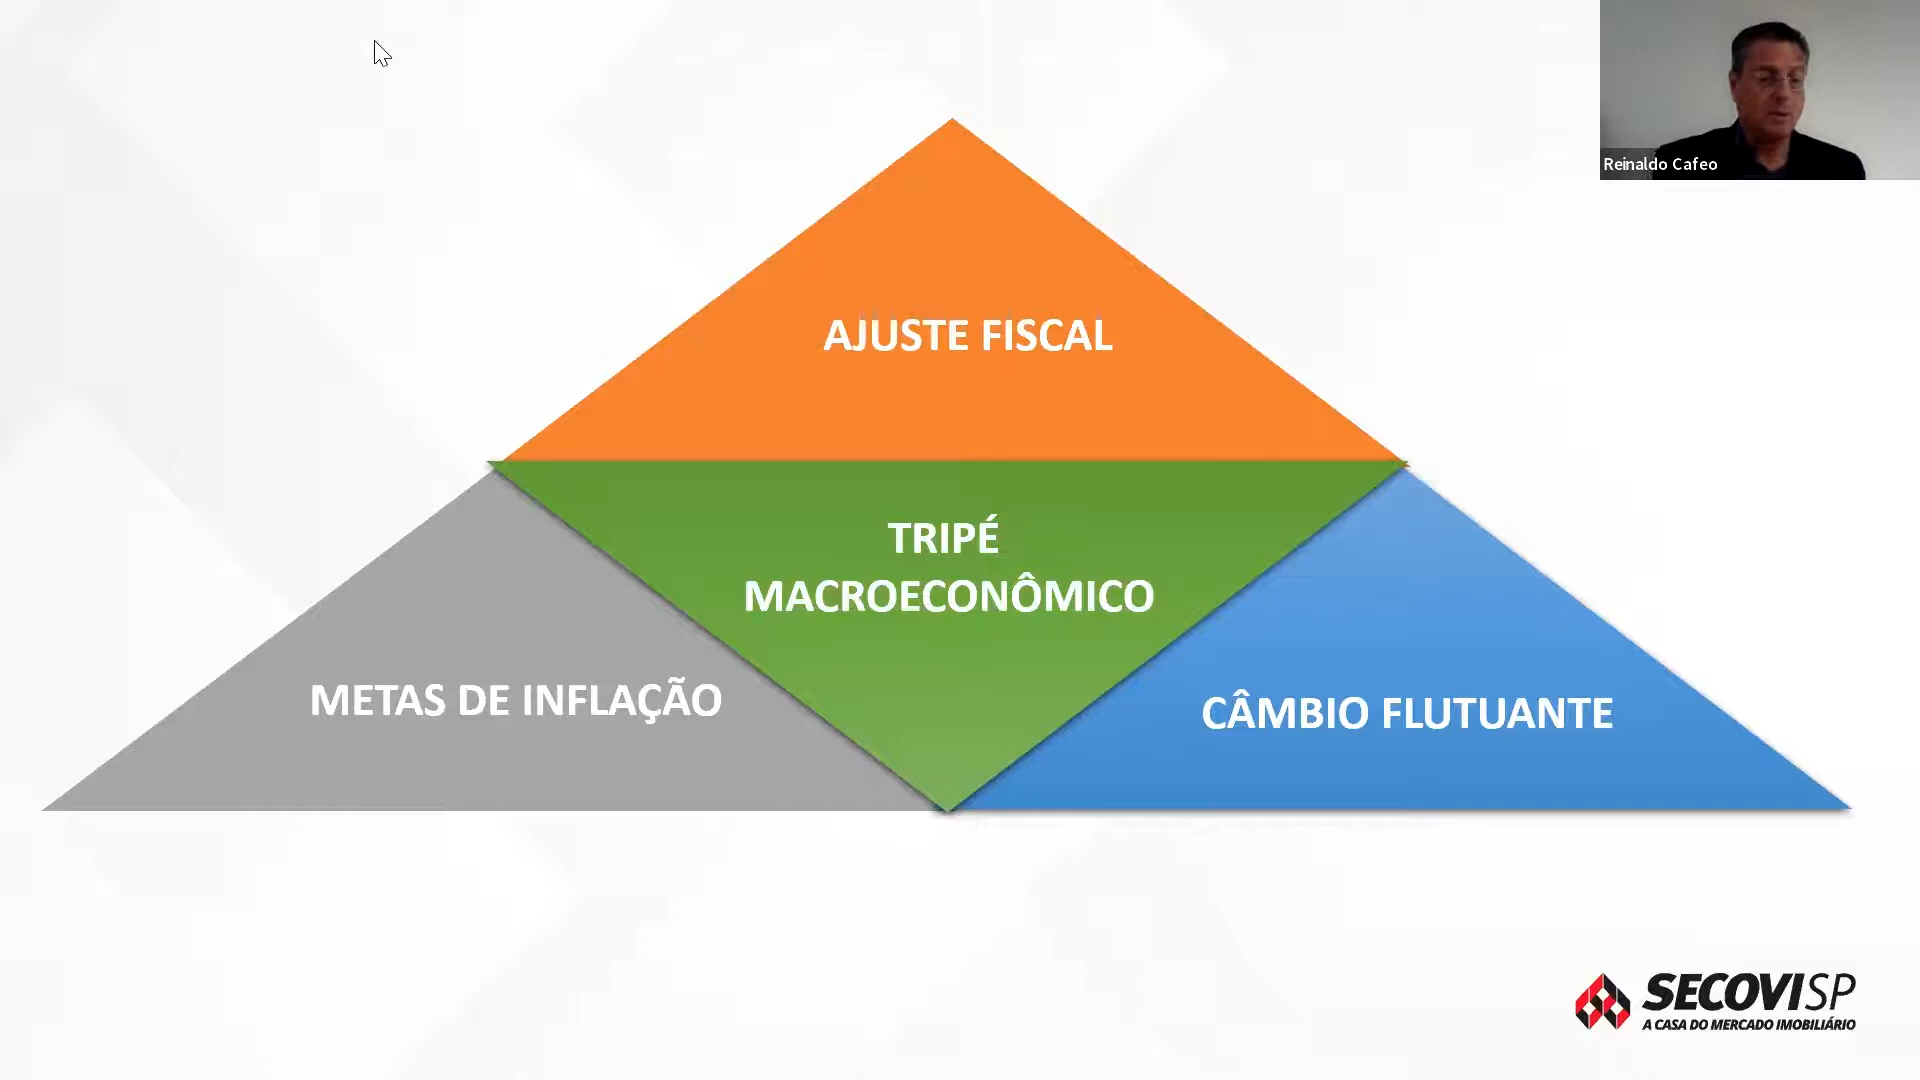 Reinaldo Cafeo
AJUSTE FISCAL
TRIPÉ
MACROECONÔMICO
METAS DE INFLAÇÃO
CÂMBIO FLUTUANTE
SECOVISP
A CASA DO MERCADO IMOBILIÁRIO